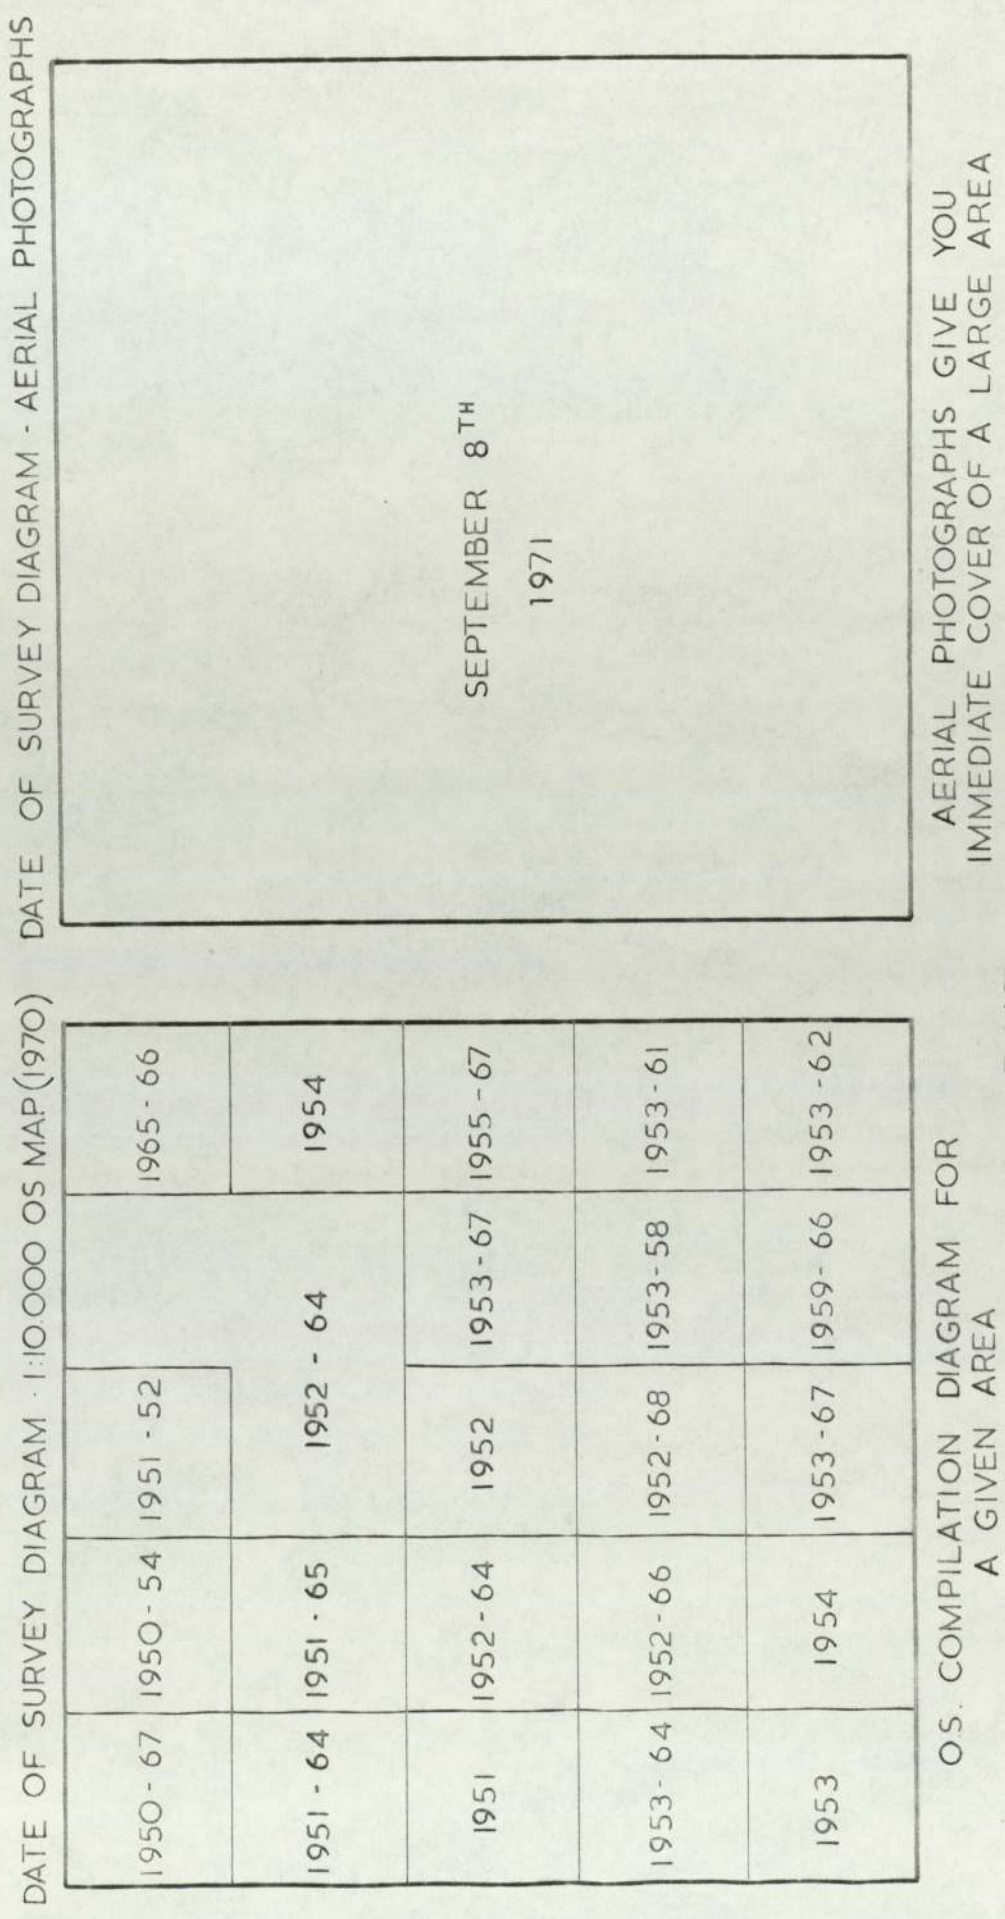 DATE OF SURVEY DIAGRAM · 1:10000 OS MAP (1970)
1950 - 67 1950 - 54 1951 - 52 1965 - 66
1951 - 64 1951 · 65 1952 - 64 1954
1951 1952 - 64 1952 1953 - 67 1955 - 67
1953 - 64 1952 - 66 1952 - 68 1953 - 58 1953 - 61
1953 1954 1953 - 67 1959 - 66 1953 - 62
O.S. COMPILATION DIAGRAM FOR
A GIVEN AREA
DATE OF SURVEY DIAGRAM - AERIAL PHOTOGRAPHS
SEPTEMBER 8TH
1971
AERIAL PHOTOGRAPHS GIVE YOU
IMMEDIATE COVER OF A LARGE AREA